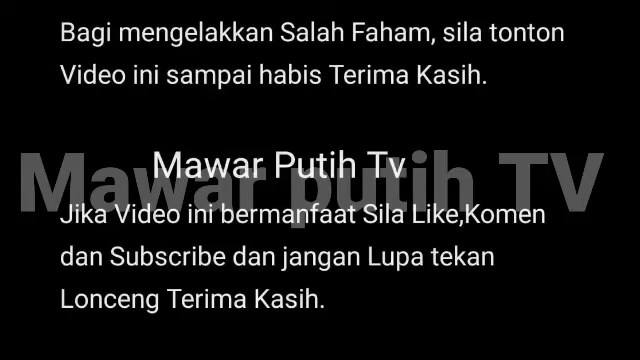 Bagi mengelakkan Salah Faham, sila tonton
Video ini sampai habis Terima Kasih.
Mawar Putih Tv
Mawar putih TV
Jika Video ini bermanfaat Sila Like,Komen
dan Subscribe dan jangan Lupa tekan
Lonceng Terima Kasih.